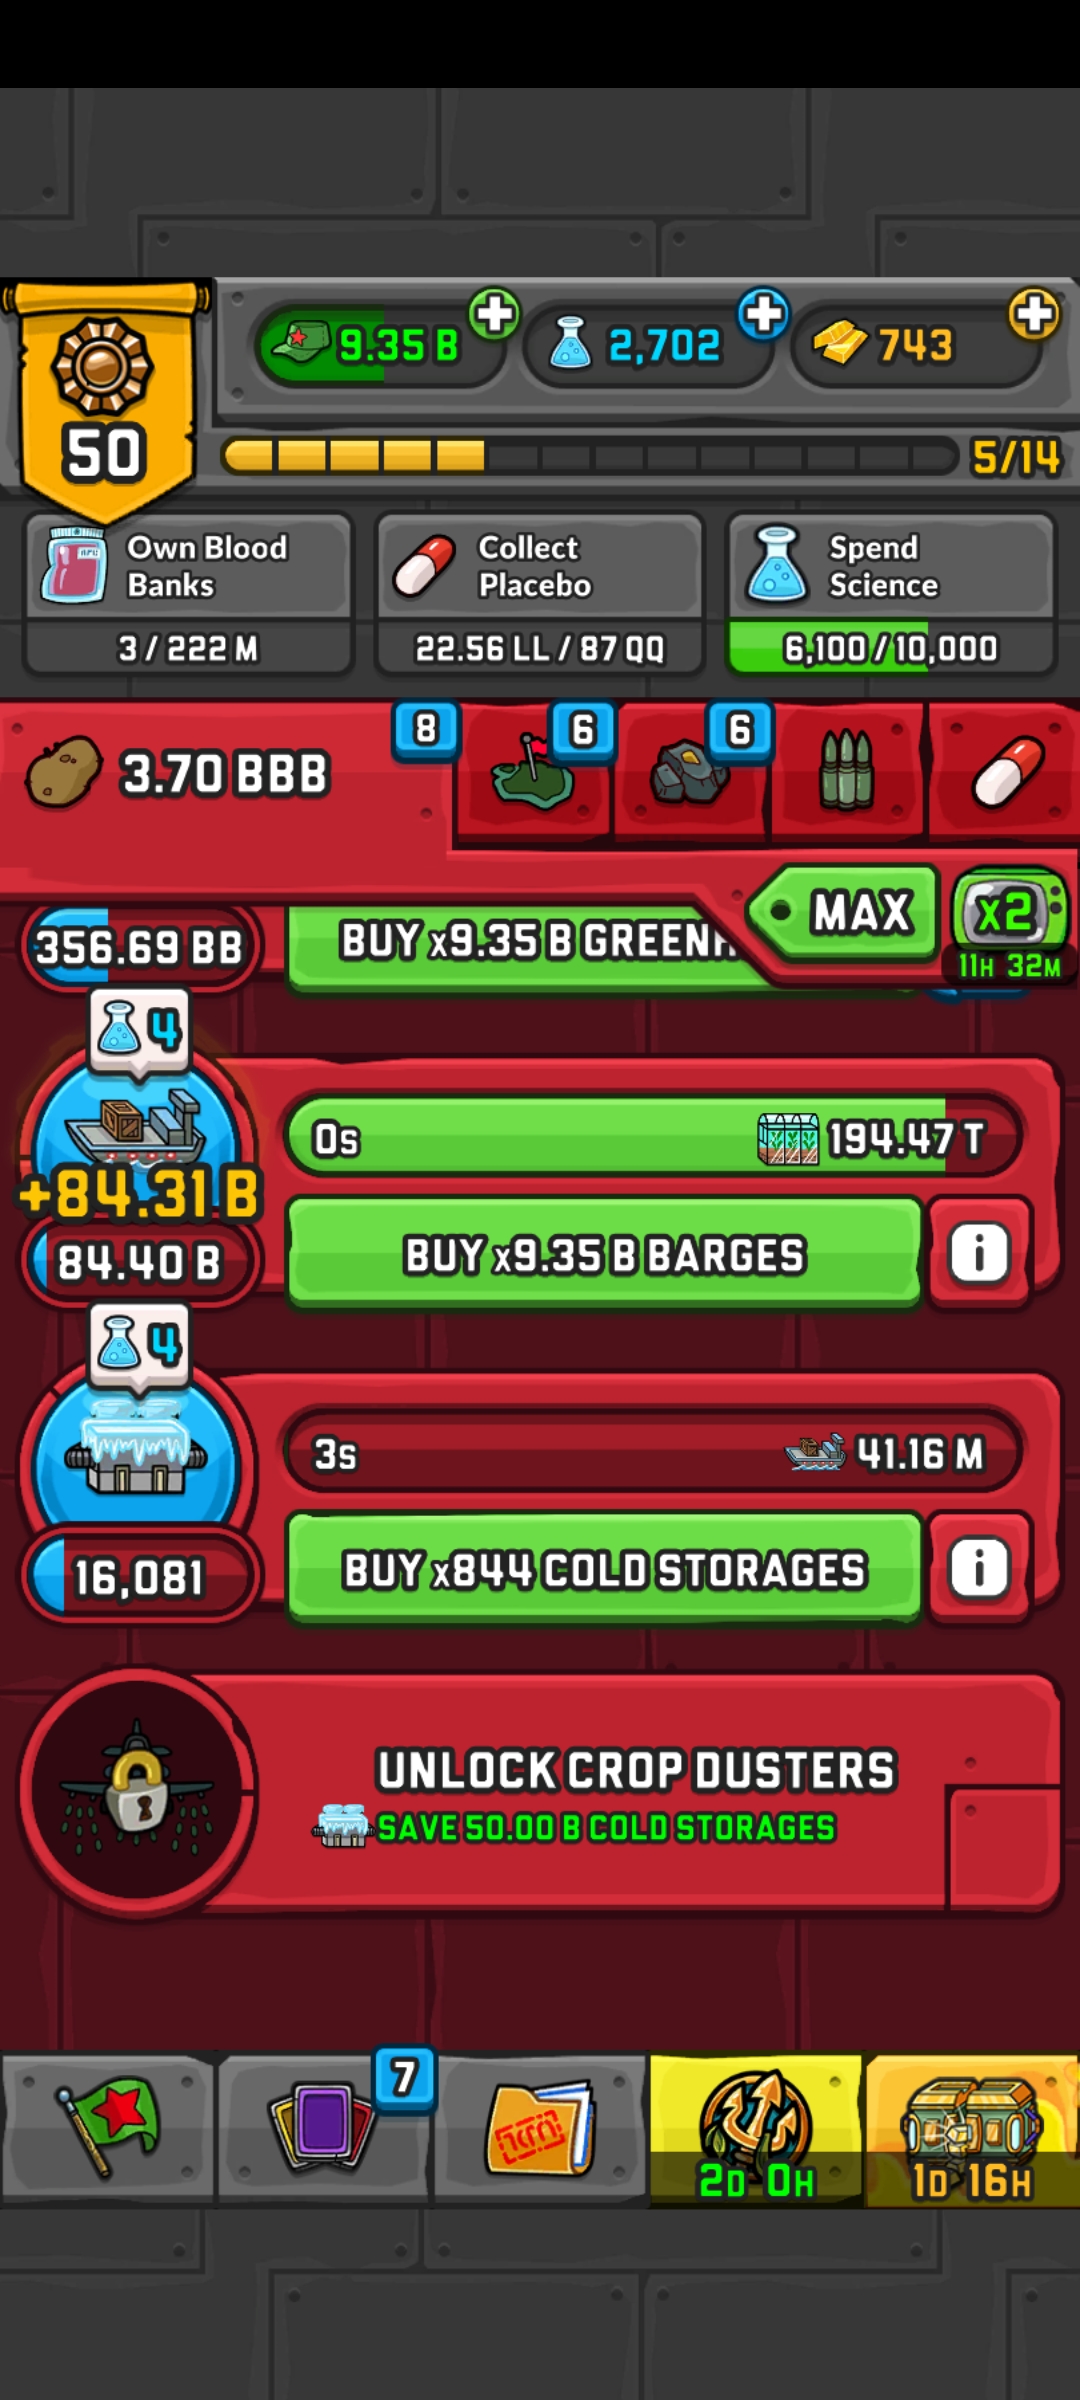 9.35 B
2,702
743
50
5/14
Own Blood
Banks
3 / 222 M
Collect
Placebo
22.56 LL / 87 QQ
Spend
Science
6,100 / 10,000
3.70 BBB
8
6
6
MAX
x2
11H 32M
356.69 BB
BUY x9.35 B GREENH
4
+84.31 B
84.40 B
0s
194.47 T
BUY x9.35 B BARGES
i
4
16,081
3s
41.16 M
BUY x844 COLD STORAGES
i
UNLOCK CROP DUSTERS
SAVE 50.00 B COLD STORAGES
7
2D 0H
1D 16H